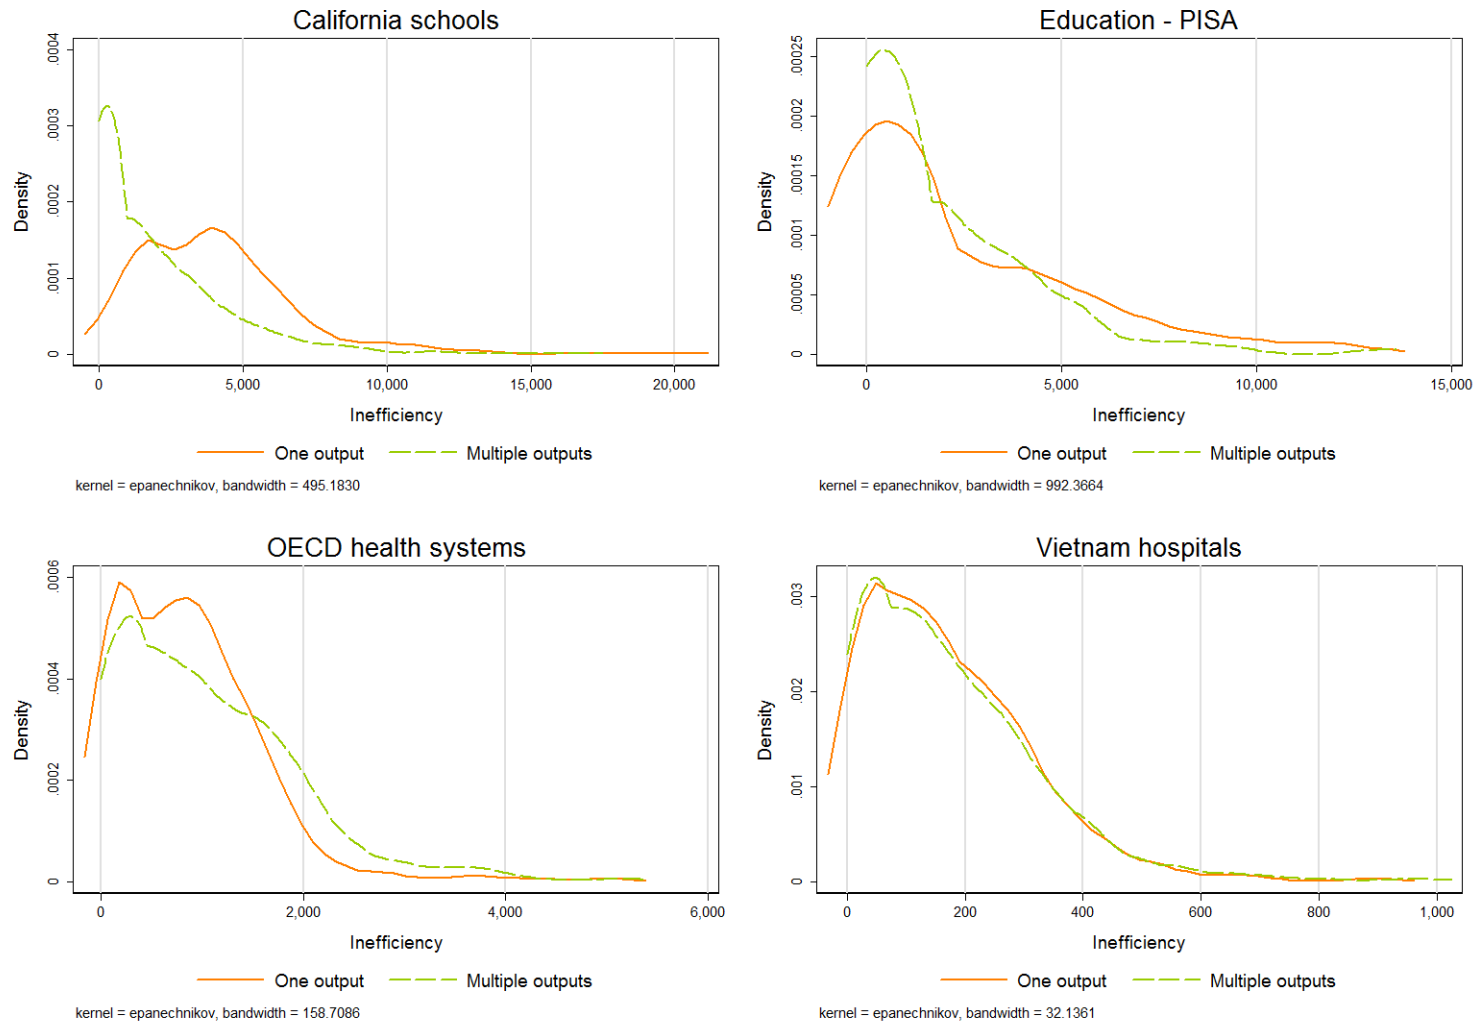 California schools
Density
0
.0001
.0002
.0003
.0004
0
5,000
10,000
15,000
20,000
Inefficiency
One output
Multiple outputs
kernel = epanechnikov, bandwidth = 495.1830
Education - PISA
Density
0
.00005
.0001
.00015
.0002
.00025
0
5,000
10,000
15,000
Inefficiency
One output
Multiple outputs
kernel = epanechnikov, bandwidth = 992.3664
OECD health systems
Density
0
.0002
.0004
.0006
0
2,000
4,000
6,000
Inefficiency
One output
Multiple outputs
kernel = epanechnikov, bandwidth = 158.7086
Vietnam hospitals
Density
0
.001
.002
.003
0
200
400
600
800
1,000
Inefficiency
One output
Multiple outputs
kernel = epanechnikov, bandwidth = 32.1361